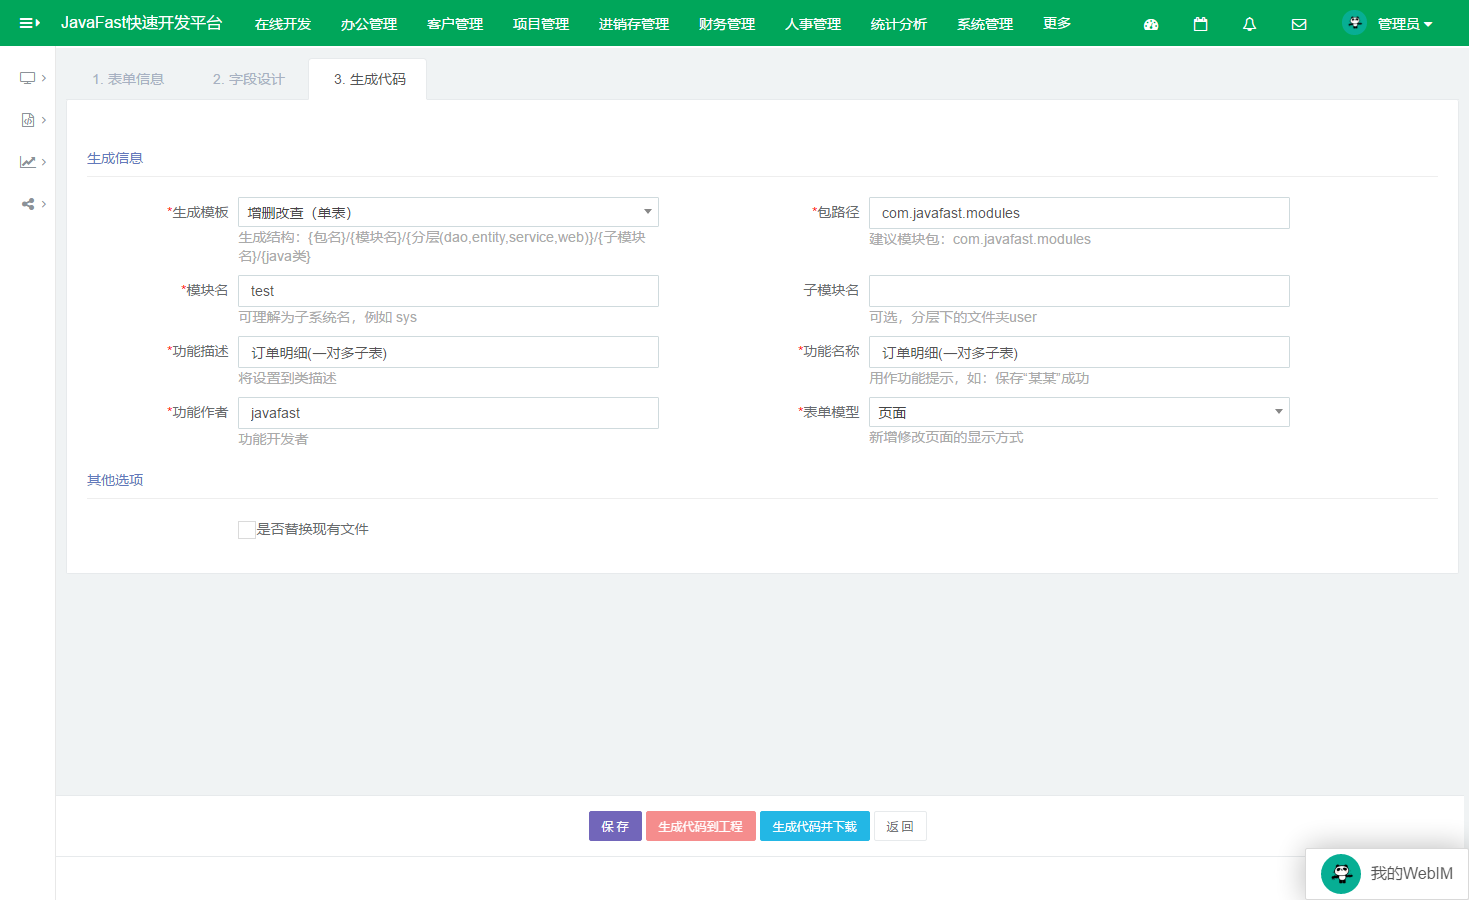 JavaFast快速开发平台 在线开发 办公管理 客户管理 项目管理 进销存管理 财务管理 人事管理 统计分析 系统管理 更多 管理员
1. 表单信息 2. 字段设计 3. 生成代码
生成信息
*生成模板 增删改查（单表） *包路径 com.javafast.modules
生成结构：{包名}/{模块名}/{分层(dao,entity,service,web)}/{子模块
名}/{java类}
建议模块包：com.javafast.modules
*模块名 test 子模块名
可理解为子系统名，例如 sys 可选，分层下的文件夹user
*功能描述 订单明细(一对多子表) *功能名称 订单明细(一对多子表)
将设置到类描述 用作功能提示，如：保存“某某”成功
*功能作者 javafast *表单模型 页面
功能开发者 新增修改页面的显示方式
其他选项
是否替换现有文件
保 存 生成代码到工程 生成代码并下载 返 回
我的WebIM